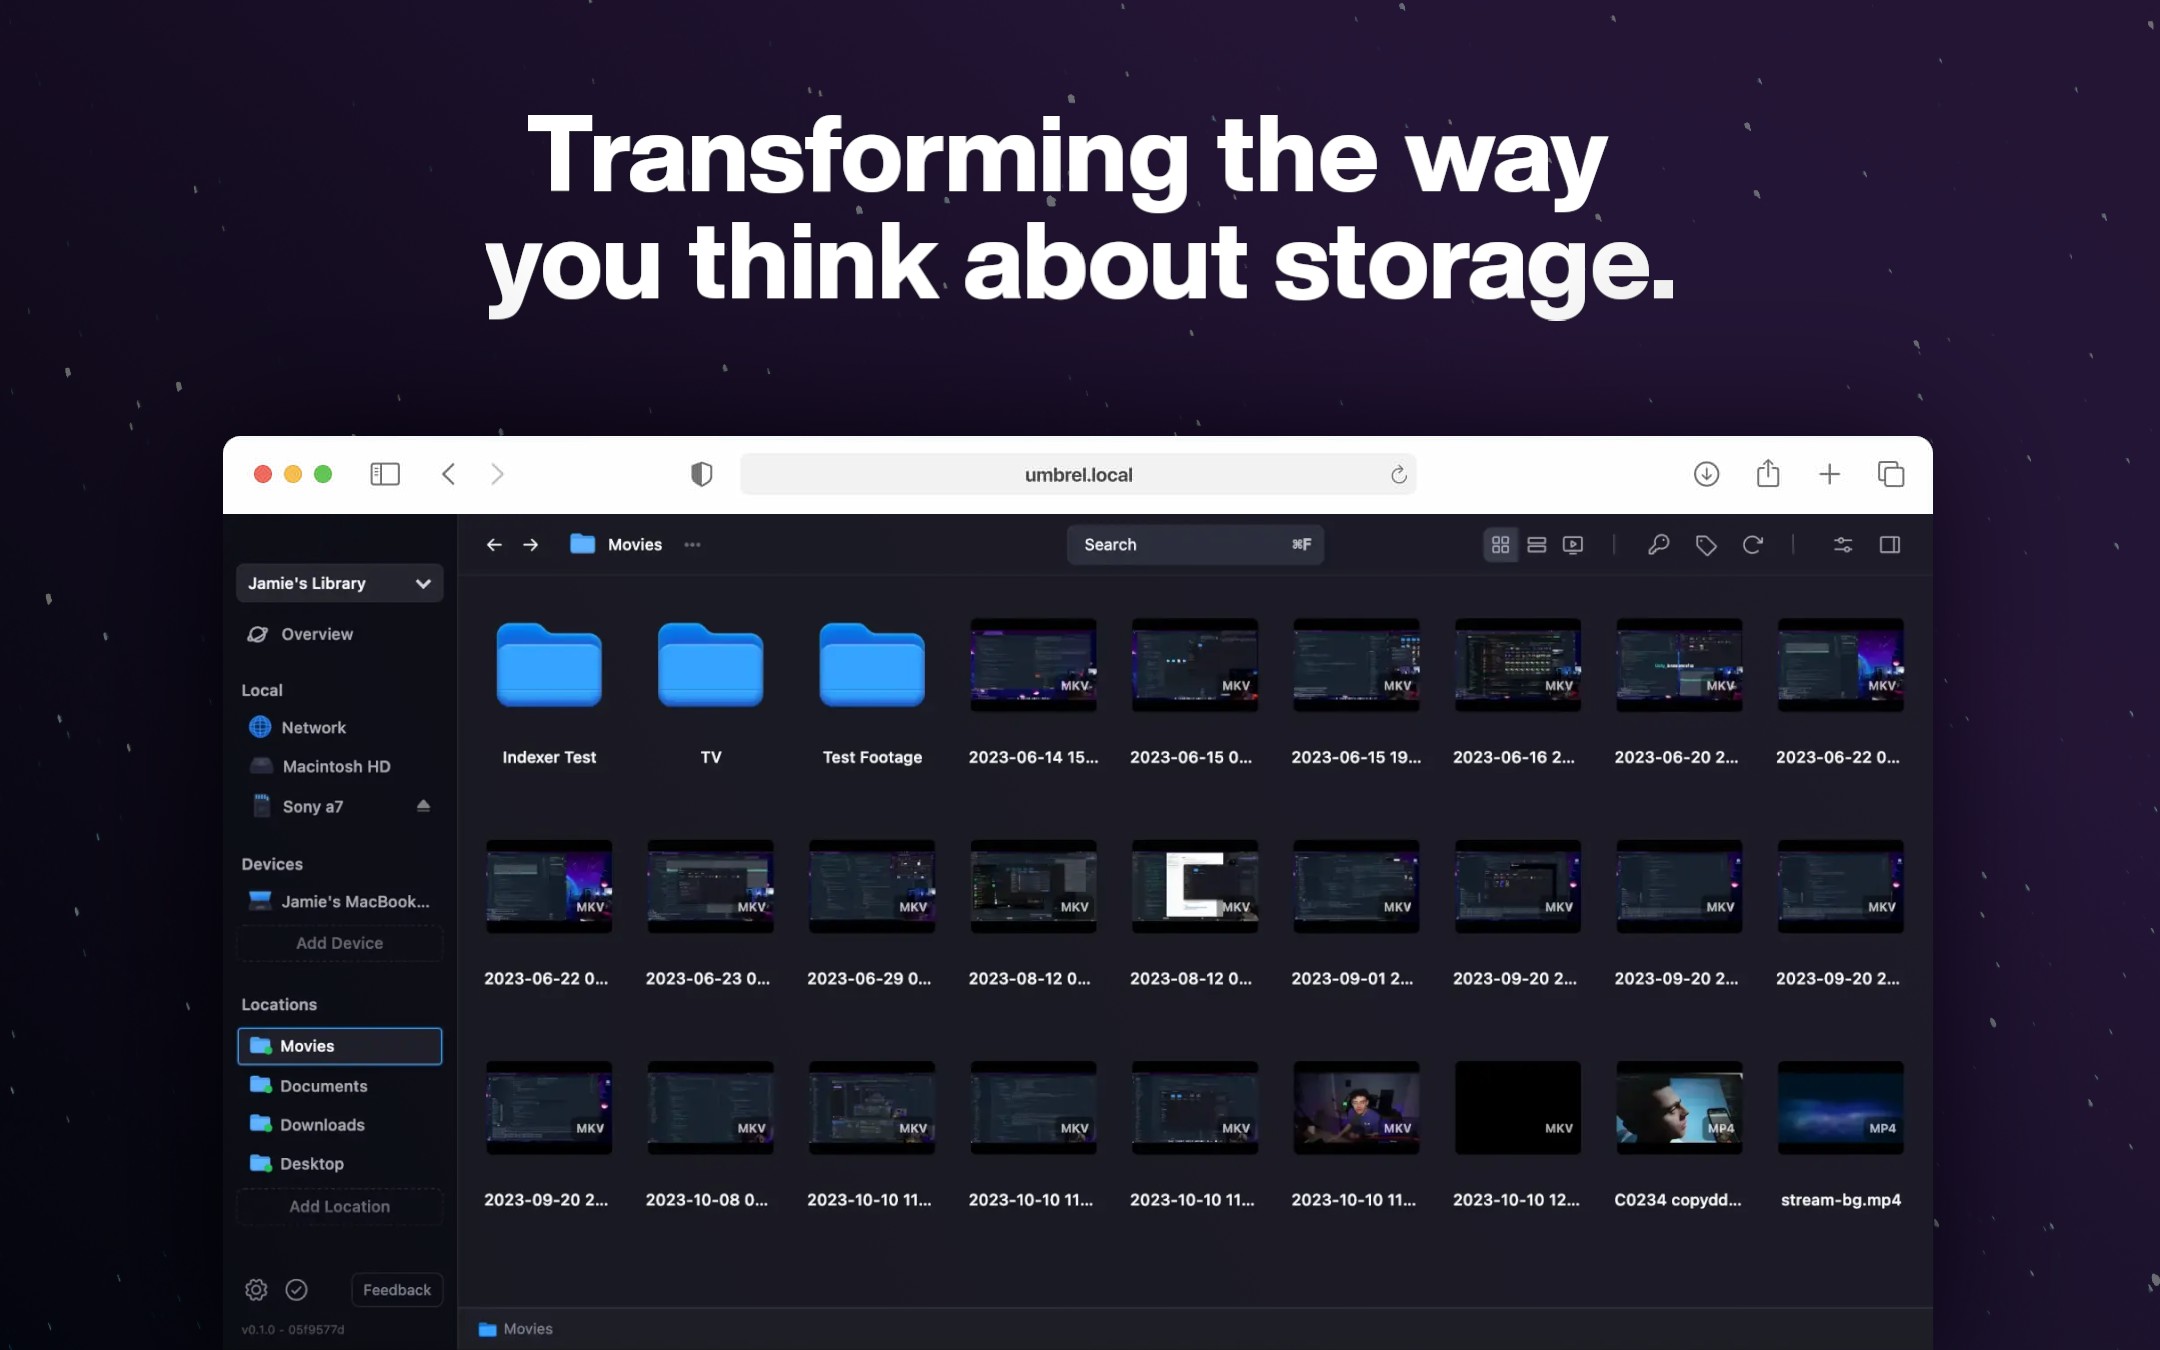 Transforming the way
you think about storage.
umbrel.local
Movies
Search ⌘F
Jamie's Library
Overview
Local
Network
Macintosh HD
Sony a7
Devices
Jamie's MacBook...
Add Device
Locations
Movies
Documents
Downloads
Desktop
Add Location
Feedback
v0.1.0 - 05f9577d
MKV MKV MKV MKV MKV MKV
Indexer Test TV Test Footage 2023-06-14 15... 2023-06-15 0... 2023-06-15 19... 2023-06-16 2... 2023-06-20 2... 2023-06-22 0...
MKV MKV MKV MKV MKV MKV MKV MKV MKV
2023-06-22 0... 2023-06-23 0... 2023-06-29 0... 2023-08-12 0... 2023-08-12 0... 2023-09-01 2... 2023-09-20 2... 2023-09-20 2... 2023-09-20 2...
MKV MKV MKV MKV MKV MKV MKV MP4 MP4
2023-09-20 2... 2023-10-08 0... 2023-10-10 11... 2023-10-10 11... 2023-10-10 11... 2023-10-10 11... 2023-10-10 12... C0234 copydd... stream-bg.mp4
Movies